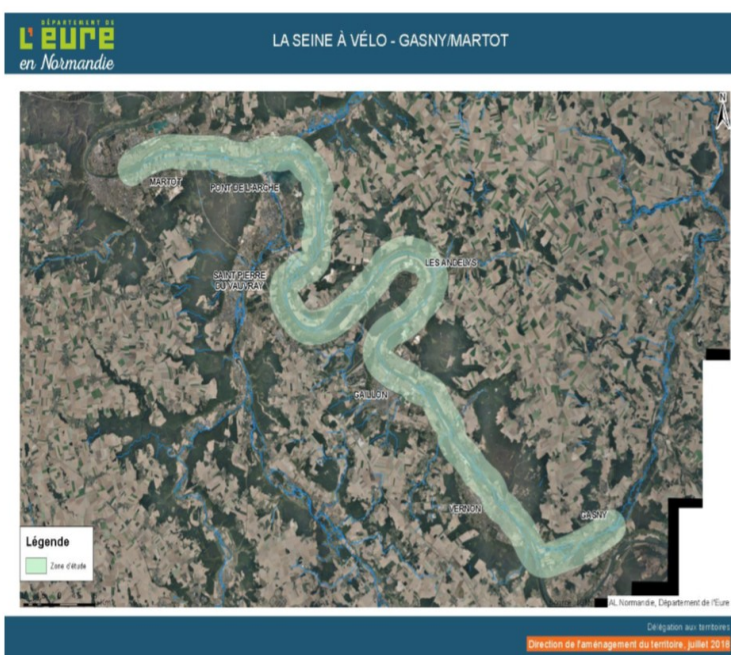 DÉPARTEMENT DE
L'EURE
en Normandie
LA SEINE À VÉLO - GASNY/MARTOT
N
MARTOT
PONT DE L'ARCHE
LES ANDELYS
SAINT PIERRE
DU VAUVRAY
GAILLON
VERNON
GASNY
Légende
Zone d'étude
AL Normandie, Département de l'Eure
Délégation aux territoires
Direction de l'aménagement du territoire, juillet 2018